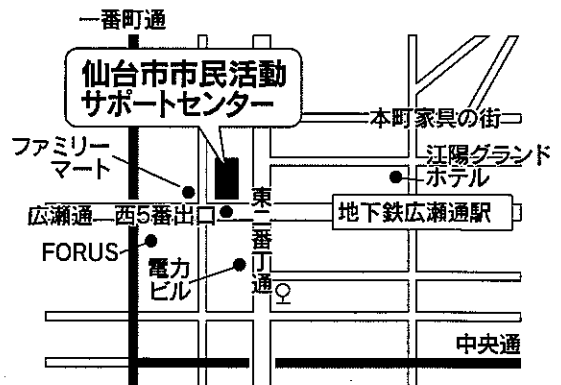 一番町通
仙台市市民活動
サポートセンター
本町家具の街
ファミリー
マート
江陽グランド
ホテル
広瀬通
西5番出口
東二番丁通
地下鉄広瀬通駅
FORUS
電力
ビル
中央通